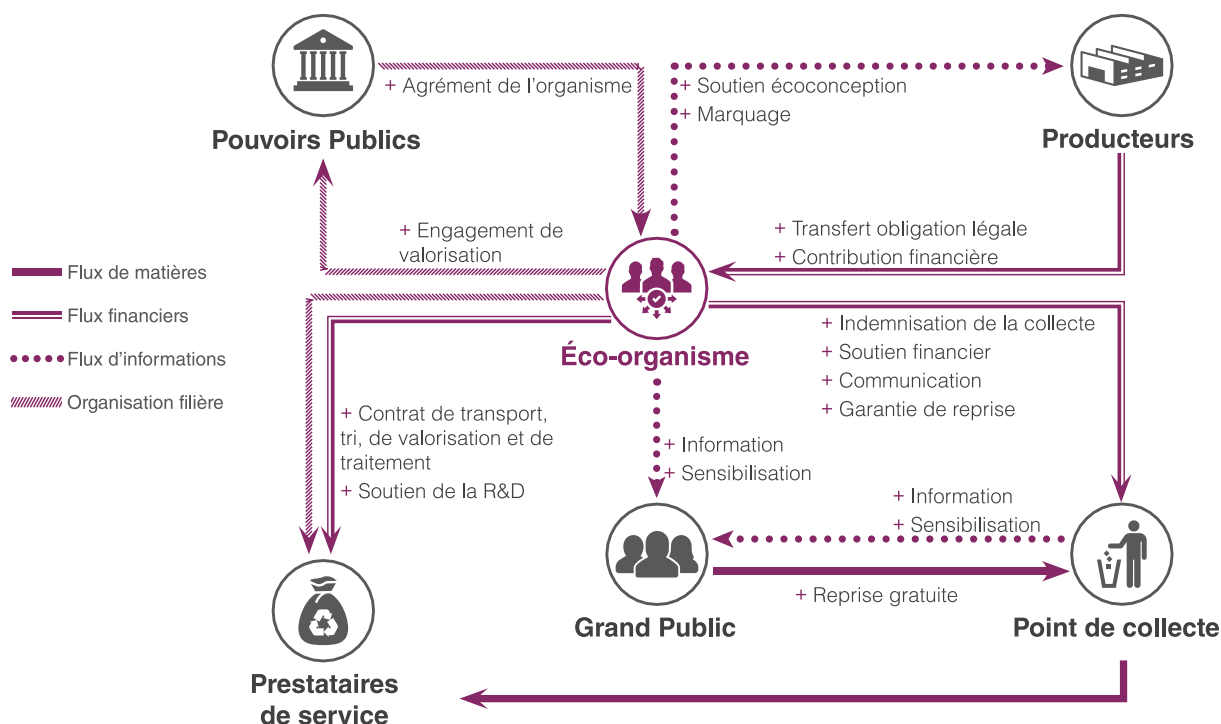 + Agrément de l’organisme
Pouvoirs Publics
+ Soutien écoconception
+ Marquage
Producteurs
+ Engagement de
valorisation
+ Transfert obligation légale
+ Contribution financière
Flux de matières
Flux financiers
Flux d’informations
Organisation filière
Éco-organisme
+ Indemnisation de la collecte
+ Soutien financier
+ Communication
+ Garantie de reprise
+ Contrat de transport,
tri, de valorisation et de
traitement
+ Soutien de la R&D
+ Information
+ Sensibilisation
+ Information
+ Sensibilisation
+ Reprise gratuite
Grand Public
Point de collecte
Prestataires
de service